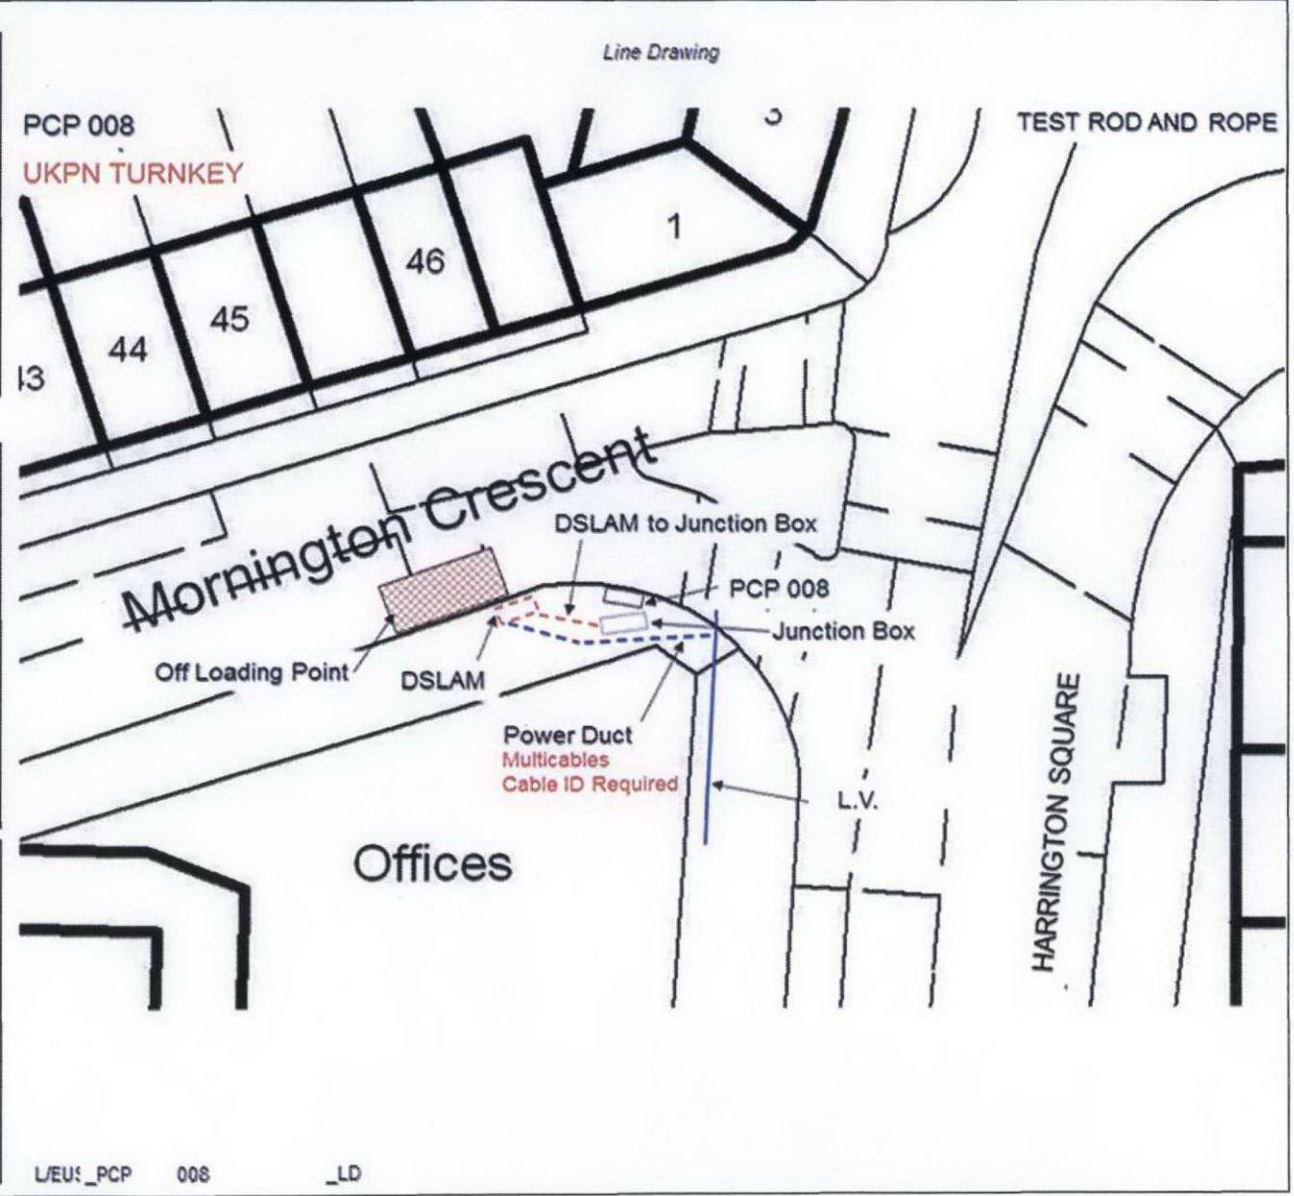 Line Drawing
PCP 008
UKPN TURNKEY
TEST ROD AND ROPE
3
1
46
45
44
Mornington Crescent
DSLAM to Junction Box
PCP 008
Junction Box
Off Loading Point
DSLAM
Power Duct
Multicables
Cable ID Required
L.V.
HARRINGTON SQUARE
Offices
008
_LD